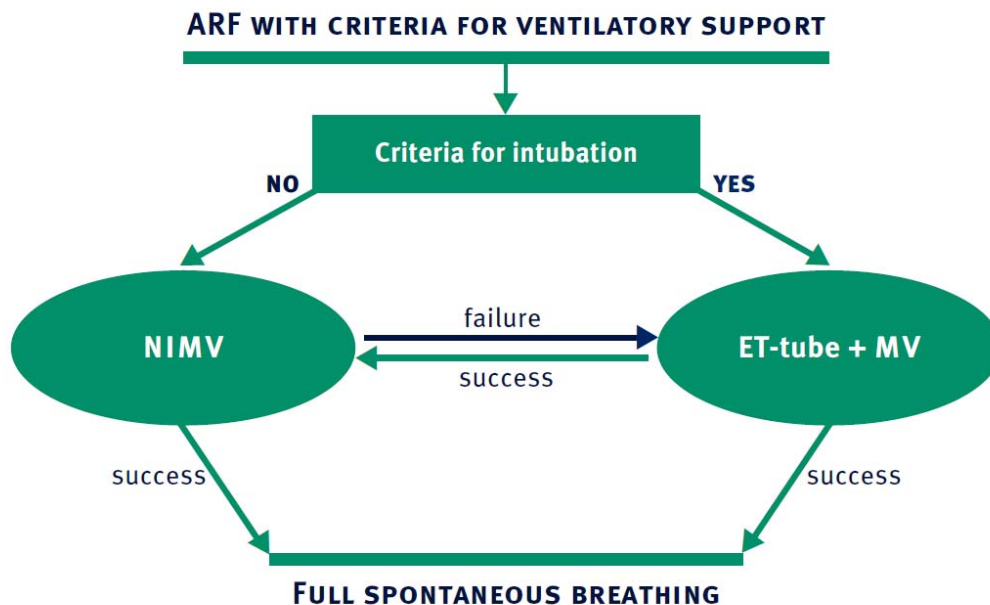 ARF WITH CRITERIA FOR VENTILATORY SUPPORT
Criteria for intubation
NO
YES
failure
NIMV
ET-tube + MV
success
success
success
FULL SPONTANEOUS BREATHING